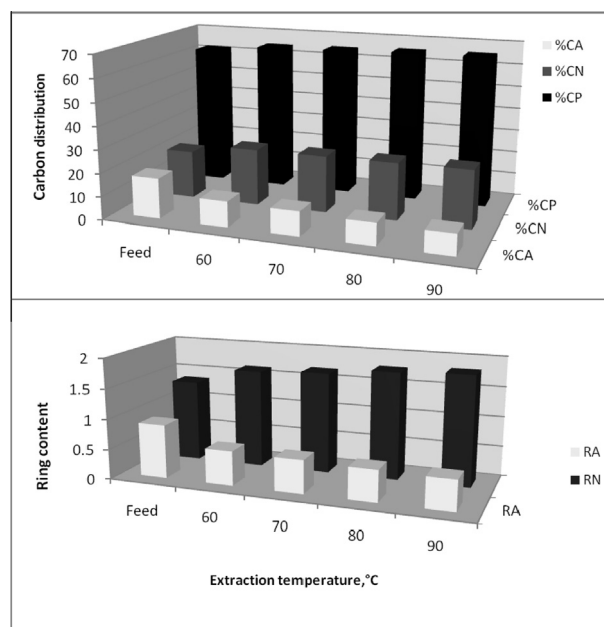 70
60
50
40
30
20
10
0
Carbon distribution
Feed
60
70
80
90
%CP
%CN
%CA
%CA
%CN
%CP
2
1.5
1
0.5
0
Ring content
Feed
60
70
80
90
RA
RA
RN
Extraction temperature,°C